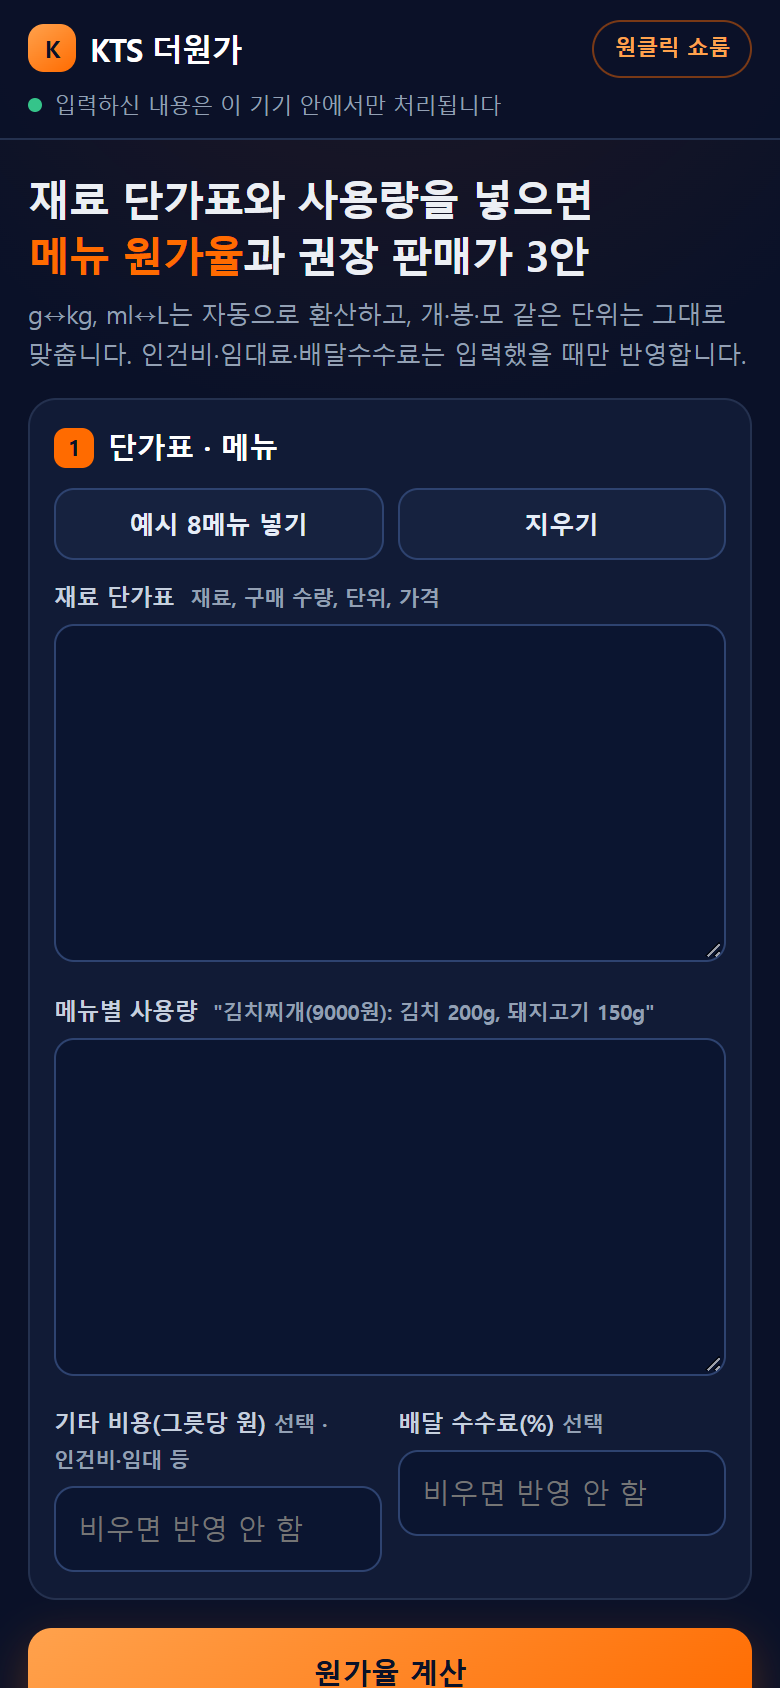 K KTS 더원가 원클릭 쇼룸
입력하신 내용은 이 기기 안에서만 처리됩니다
재료 단가표와 사용량을 넣으면
메뉴 원가율과 권장 판매가 3안
g↔kg, ml↔L는 자동으로 환산하고, 개·봉·모 같은 단위는 그대로
맞춥니다. 인건비·임대료·배달수수료는 입력했을 때만 반영합니다.
1 단가표 · 메뉴
예시 8메뉴 넣기 지우기
재료 단가표 재료, 구매 수량, 단위, 가격
메뉴별 사용량 "김치찌개(9000원): 김치 200g, 돼지고기 150g"
기타 비용(그릇당 원) 선택 ·
인건비·임대 등
비우면 반영 안 함
배달 수수료(%) 선택
비우면 반영 안 함
원가율 계산